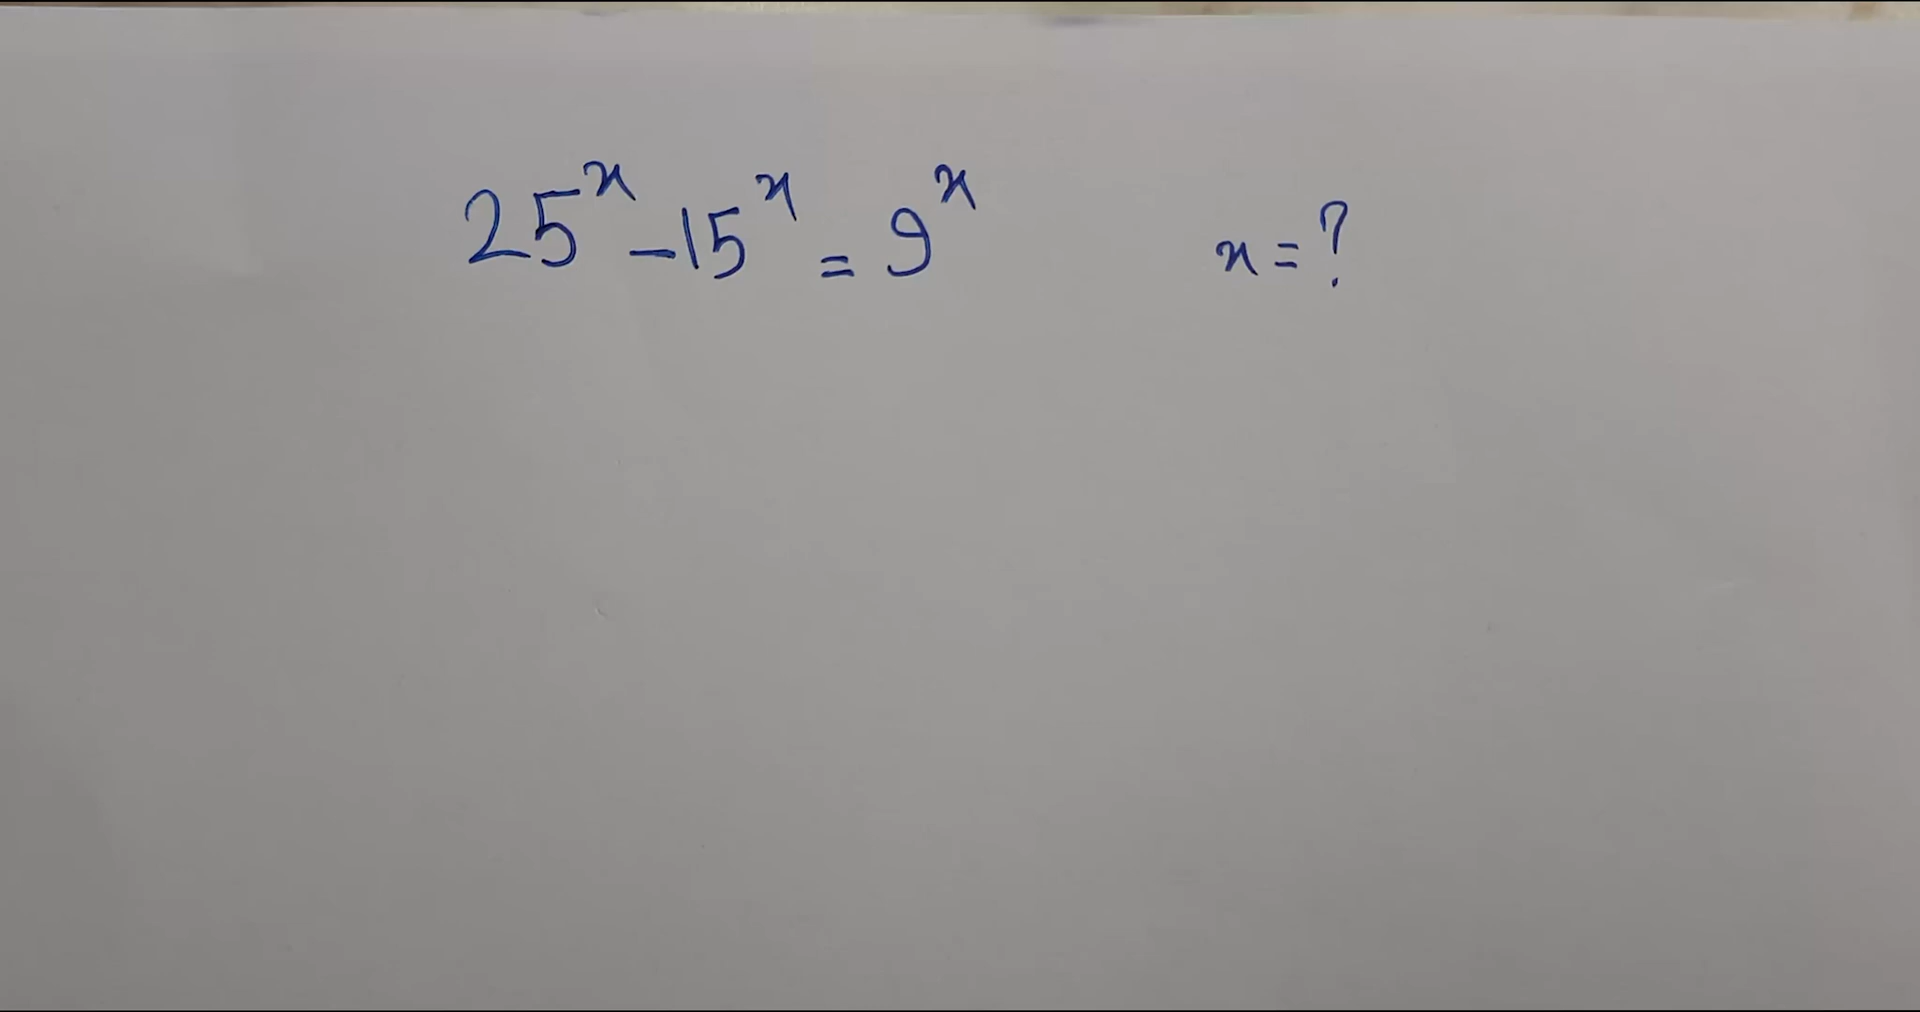 25^x - 15^x = 9^x    x = ?